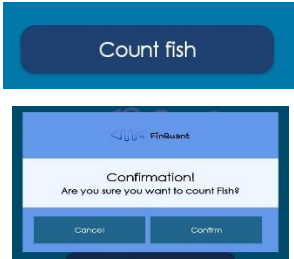 Count fish
FinQuant
Confirmation!
Are you sure you want to count Fish?
Cancel
Confirm